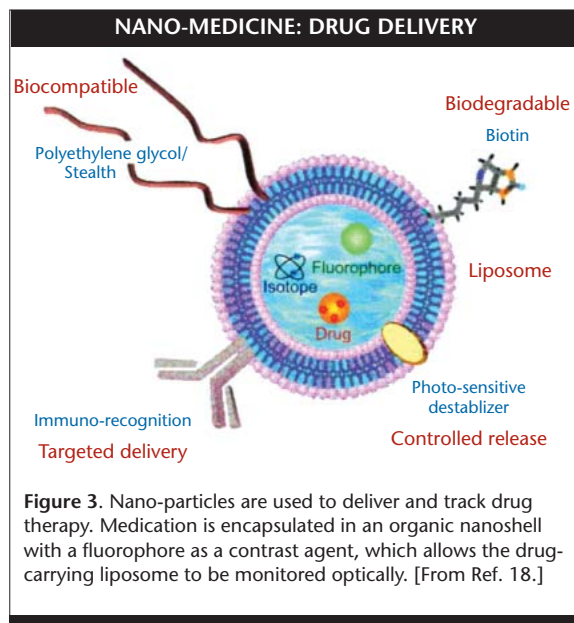 NANO-MEDICINE: DRUG DELIVERY
Biocompatible
Biodegradable
Biotin
Polyethylene glycol/
Stealth
Fluorophore
Isotope
Liposome
Drug
Photo-sensitive
destablizer
Immuno-recognition
Controlled release
Targeted delivery
Figure 3. Nano-particles are used to deliver and track drug
therapy. Medication is encapsulated in an organic nanoshell
with a fluorophore as a contrast agent, which allows the drug-
carrying liposome to be monitored optically. [From Ref. 18.]